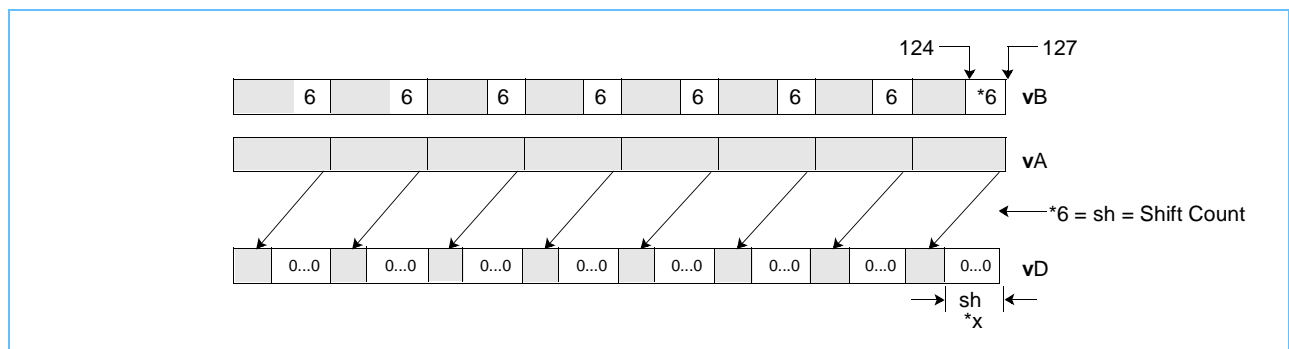 124 127
6 6 6 6 6 6 6 *6 vB
vA
*6 = sh = Shift Count
0...0 0...0 0...0 0...0 0...0 0...0 0...0 0...0 vD
sh
*x